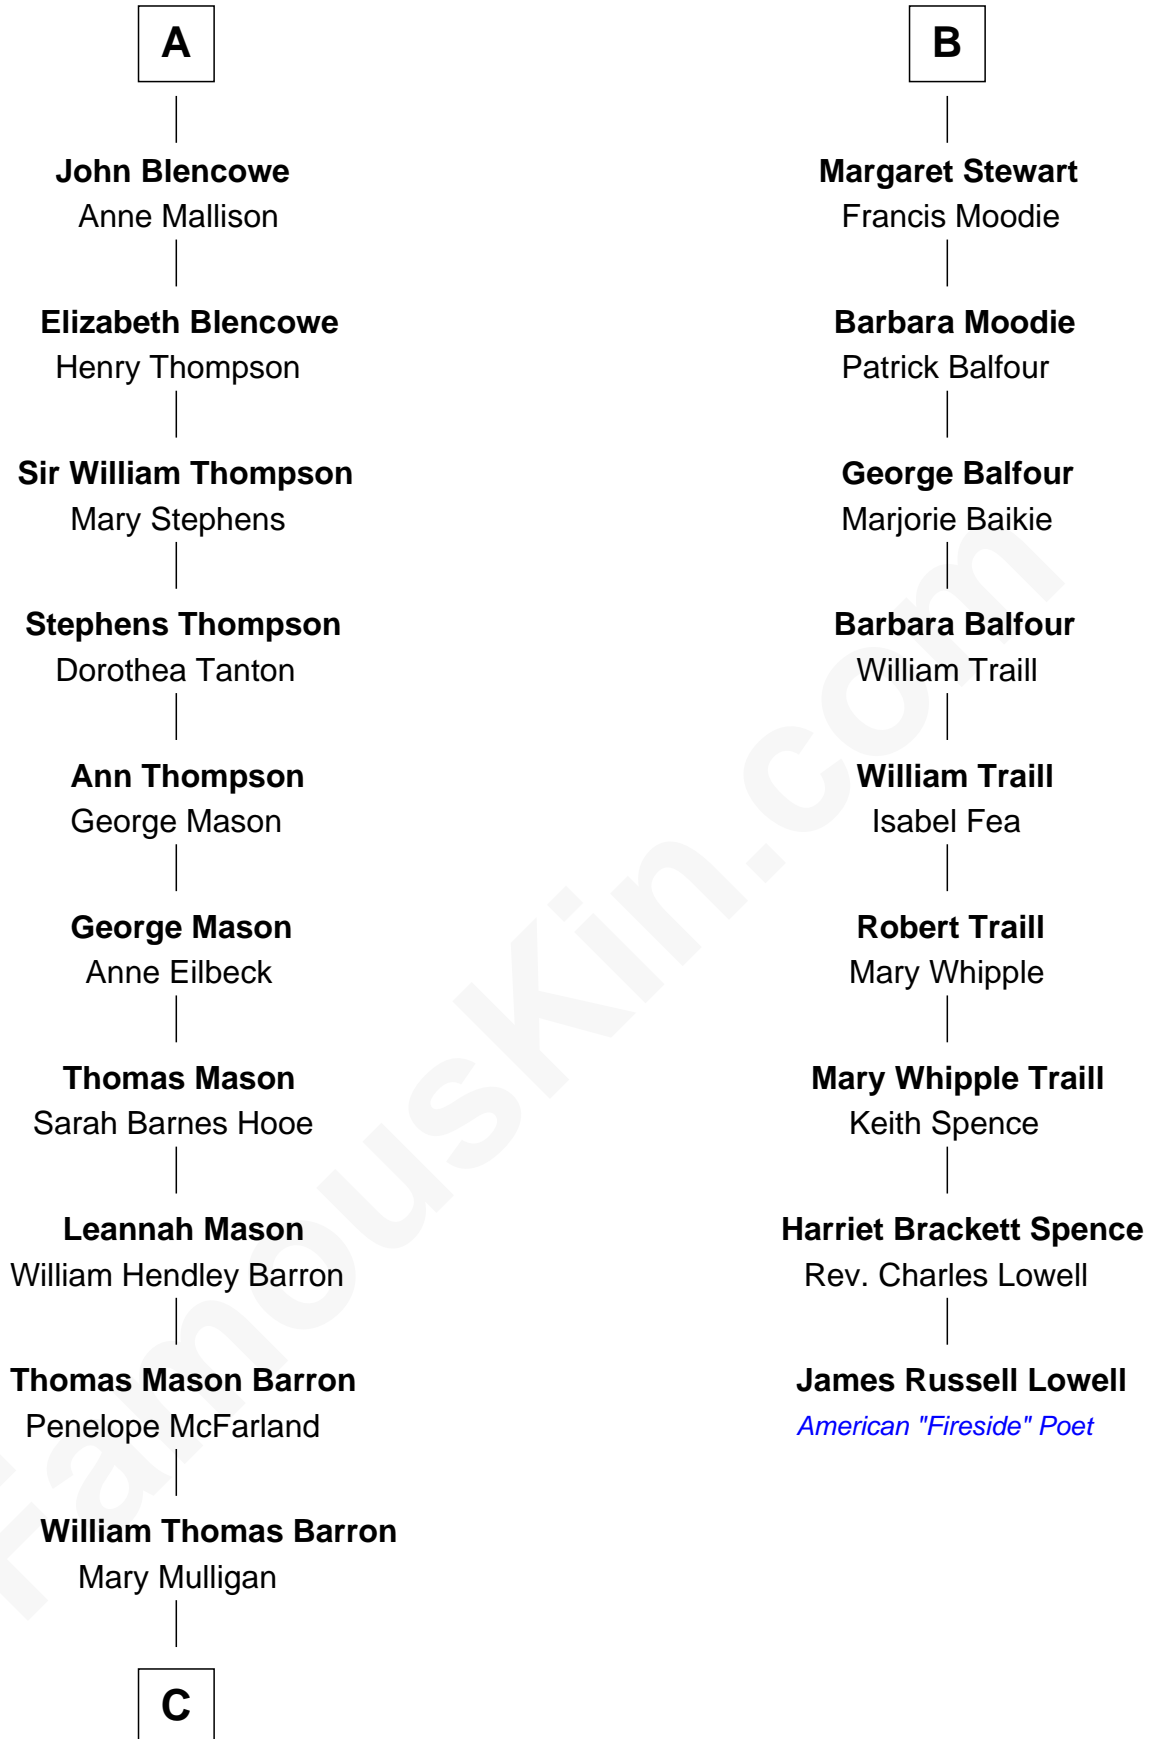 A
John Blencowe
Anne Mallison
Elizabeth Blencowe
Henry Thompson
Sir William Thompson
Mary Stephens
Stephens Thompson
Dorothea Tanton
Ann Thompson
George Mason
George Mason
Anne Eilbeck
Thomas Mason
Sarah Barnes Hooe
Leannah Mason
William Hendley Barron
Thomas Mason Barron
Penelope McFarland
William Thomas Barron
Mary Mulligan
C
B
Margaret Stewart
Francis Moodie
Barbara Moodie
Patrick Balfour
George Balfour
Marjorie Baikie
Barbara Balfour
William Traill
William Traill
Isabel Fea
Robert Traill
Mary Whipple
Mary Whipple Traill
Keith Spence
Harriet Brackett Spence
Rev. Charles Lowell
James Russell Lowell
American "Fireside" Poet
FamousKin.com